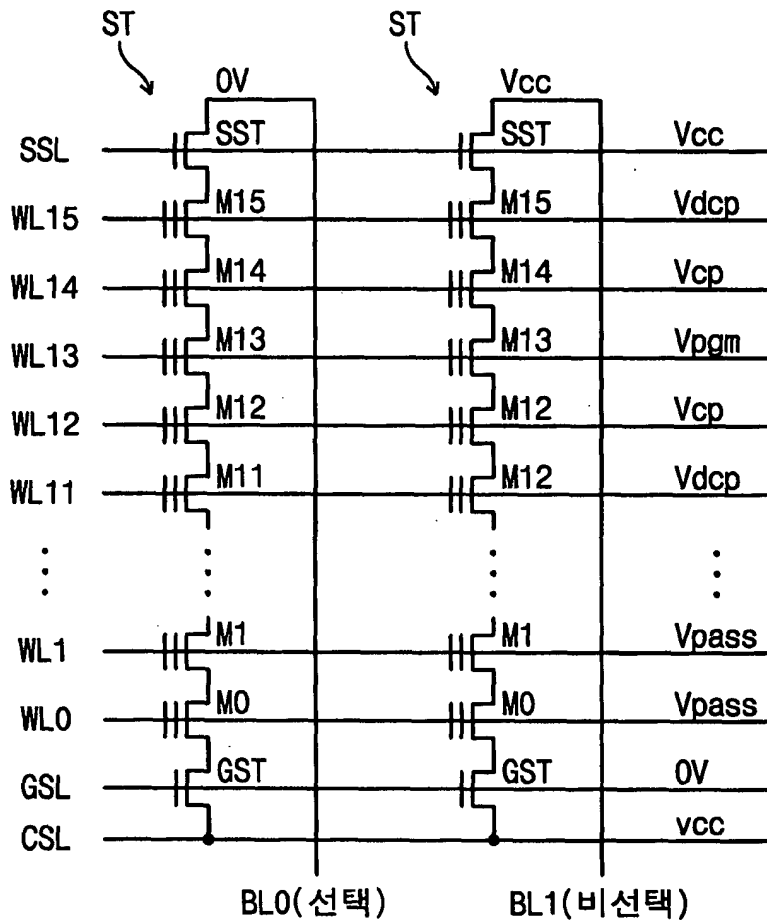 ST ST
0V Vcc
SSL SST SST Vcc
WL15 M15 M15 Vdcp
WL14 M14 M14 Vcp
WL13 M13 M13 Vpgm
WL12 M12 M12 Vcp
WL11 M11 M12 Vdcp
WL1 M1 M1 Vpass
WL0 M0 M0 Vpass
GSL GST GST 0V
CSL vcc
BL0(선택) BL1(비선택)